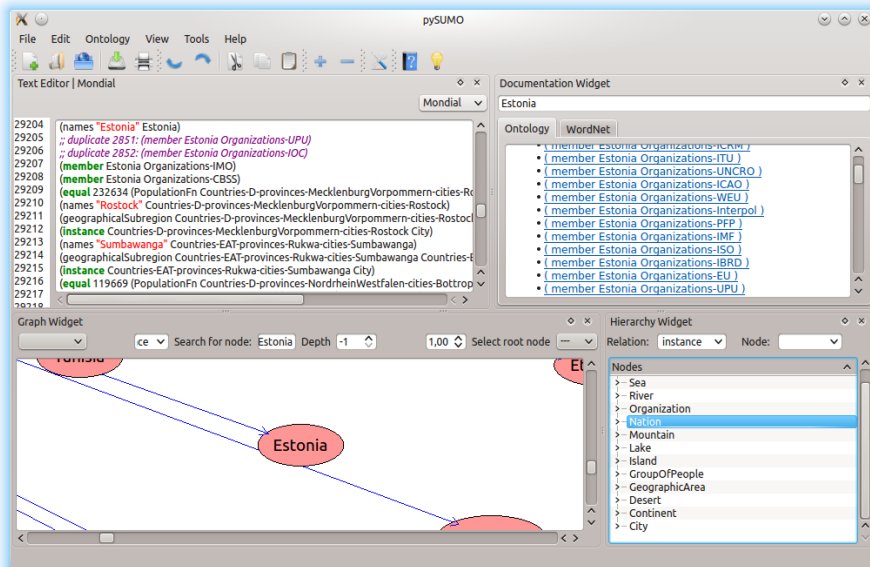 pySUMO
File Edit Ontology View Tools Help
Text Editor | Mondial
Mondial
29204 (names "Estonia" Estonia)
29205 ;; duplicate 2851: (member Estonia Organizations-UPU)
29206 ;; duplicate 2852: (member Estonia Organizations-IOC)
29207 (member Estonia Organizations-IMO)
29208 (member Estonia Organizations-CBSS)
29209 (equal 232634 (PopulationFn Countries-D-provinces-MecklenburgVorpommern-cities-Ro
29210 (names "Rostock" Countries-D-provinces-MecklenburgVorpommern-cities-Rostock)
29211 (geographicalSubregion Countries-D-provinces-MecklenburgVorpommern-cities-Rostock
29212 (instance Countries-D-provinces-MecklenburgVorpommern-cities-Rostock City)
29213 (names "Sumbawanga" Countries-EAT-provinces-Rukwa-cities-Sumbawanga)
29214 (geographicalSubregion Countries-EAT-provinces-Rukwa-cities-Sumbawanga Countries-E
29215 (instance Countries-EAT-provinces-Rukwa-cities-Sumbawanga City)
29216 (equal 119669 (PopulationFn Countries-D-provinces-NordrheinWestfalen-cities-Bottrop
29217
29218
Documentation Widget
Estonia
Ontology WordNet
• ( member Estonia Organizations-ICRM )
• ( member Estonia Organizations-ITU )
• ( member Estonia Organizations-UNCRO )
• ( member Estonia Organizations-ICAO )
• ( member Estonia Organizations-WEU )
• ( member Estonia Organizations-Interpol )
• ( member Estonia Organizations-PFP )
• ( member Estonia Organizations-IMF )
• ( member Estonia Organizations-ISO )
• ( member Estonia Organizations-IBRD )
• ( member Estonia Organizations-EU )
• ( member Estonia Organizations-UPU )
Graph Widget
ce Search for node: Estonia Depth -1 1,00 Select root node ---
Tunisia
Et
Estonia
Hierarchy Widget
Relation: instance Node:
Nodes
Sea
River
Organization
Nation
Mountain
Lake
Island
GroupOfPeople
GeographicArea
Desert
Continent
City